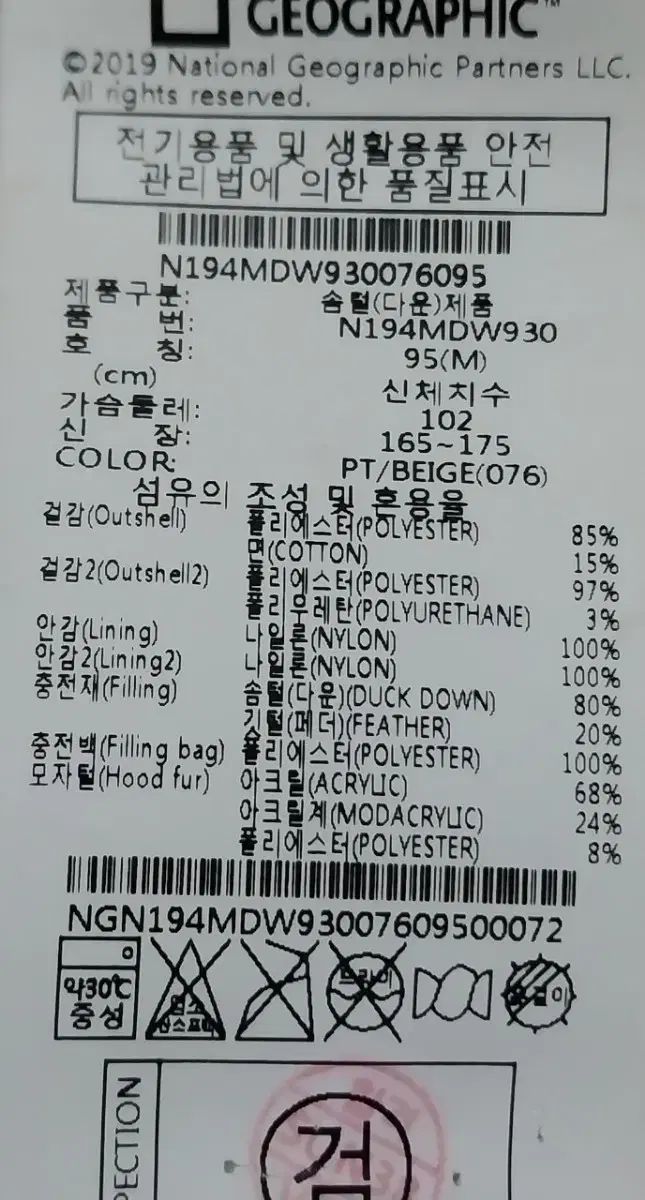 GEOGRAPHIC™
©2019 National Geographic Partners LLC.
All rights reserved.
전기용품 및 생활용품 안전
관리법에 의한 품질표시
N194MDW930076095
제품구분: 솜털(다운)제품
품 번: N194MDW930
호 칭: 95(M)
(cm) 신체치수
가슴둘레: 102
신 장: 165~175
COLOR: PT/BEIGE(076)
섬유의 조성 및 혼용율
겉감(Outshell) 폴리에스터(POLYESTER) 85%
면(COTTON) 15%
겉감2(Outshell2) 폴리에스터(POLYESTER) 97%
폴리우레탄(POLYURETHANE) 3%
안감(Lining) 나일론(NYLON) 100%
안감2(Lining2) 나일론(NYLON) 100%
충전재(Filling) 솜털(다운)(DUCK DOWN) 80%
깃털(페더)(FEATHER) 20%
충전백(Filling bag) 폴리에스터(POLYESTER) 100%
모자털(Hood fur) 아크릴(ACRYLIC) 68%
아크릴계(MODACRYLIC) 24%
폴리에스터(POLYESTER) 8%
NGN194MDW93007609500072
약30℃
중성
염소
드라이
PECTION
검